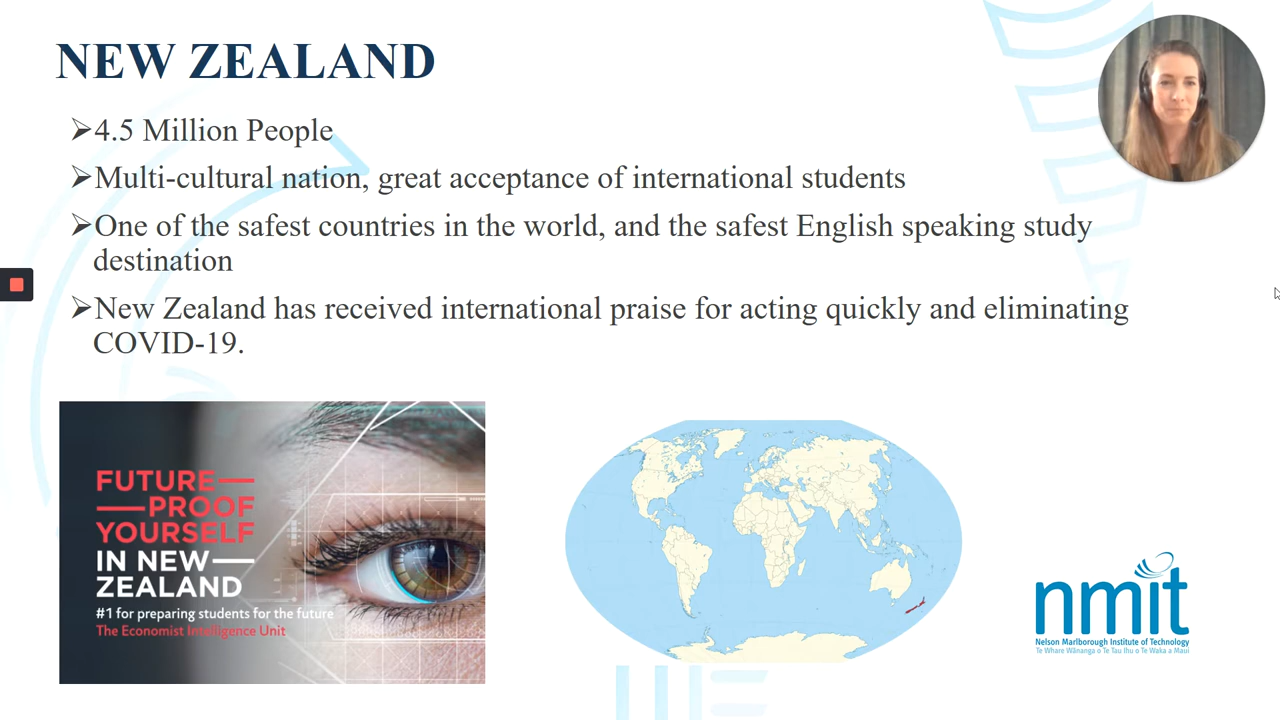 NEW ZEALAND
➢4.5 Million People
➢Multi-cultural nation, great acceptance of international students
➢One of the safest countries in the world, and the safest English speaking study
destination
➢New Zealand has received international praise for acting quickly and eliminating
COVID-19.
FUTURE—
—PROOF
YOURSELF
IN NEW—
ZEALAND
#1 for preparing students for the future
The Economist Intelligence Unit
nmit
Nelson Marlborough Institute of Technology
Te Whare Wānanga o Te Tau Ihu o Te Waka a Maui